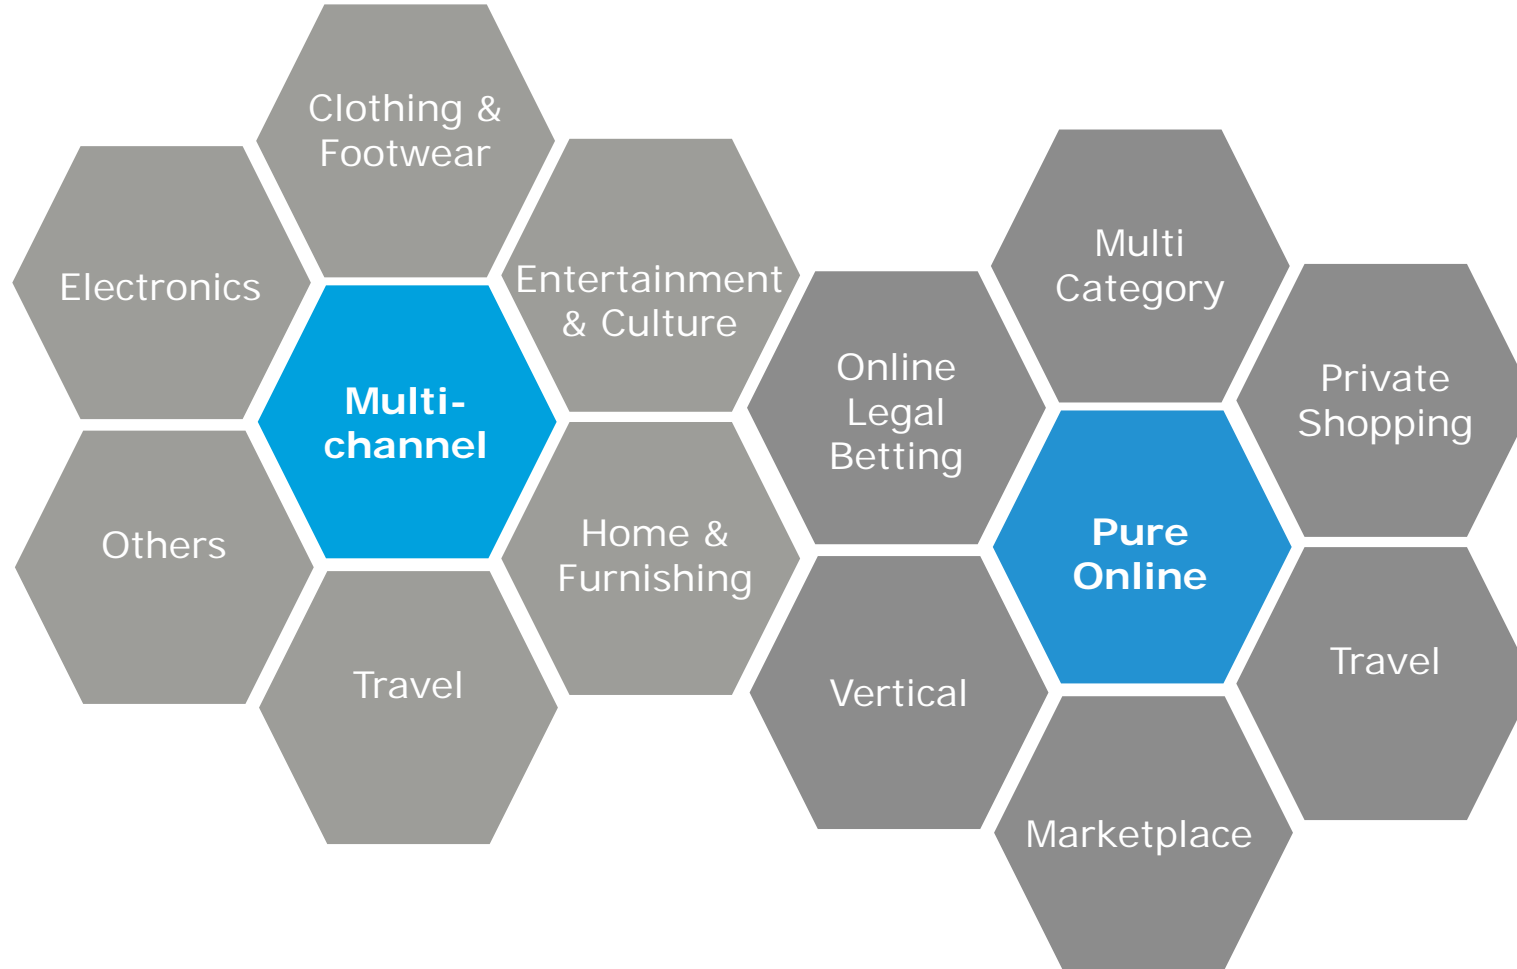 Clothing &
Footwear
Electronics
Entertainment
& Culture
Multi-
channel
Others
Home &
Furnishing
Travel
Multi
Category
Online
Legal
Betting
Private
Shopping
Pure
Online
Vertical
Travel
Marketplace